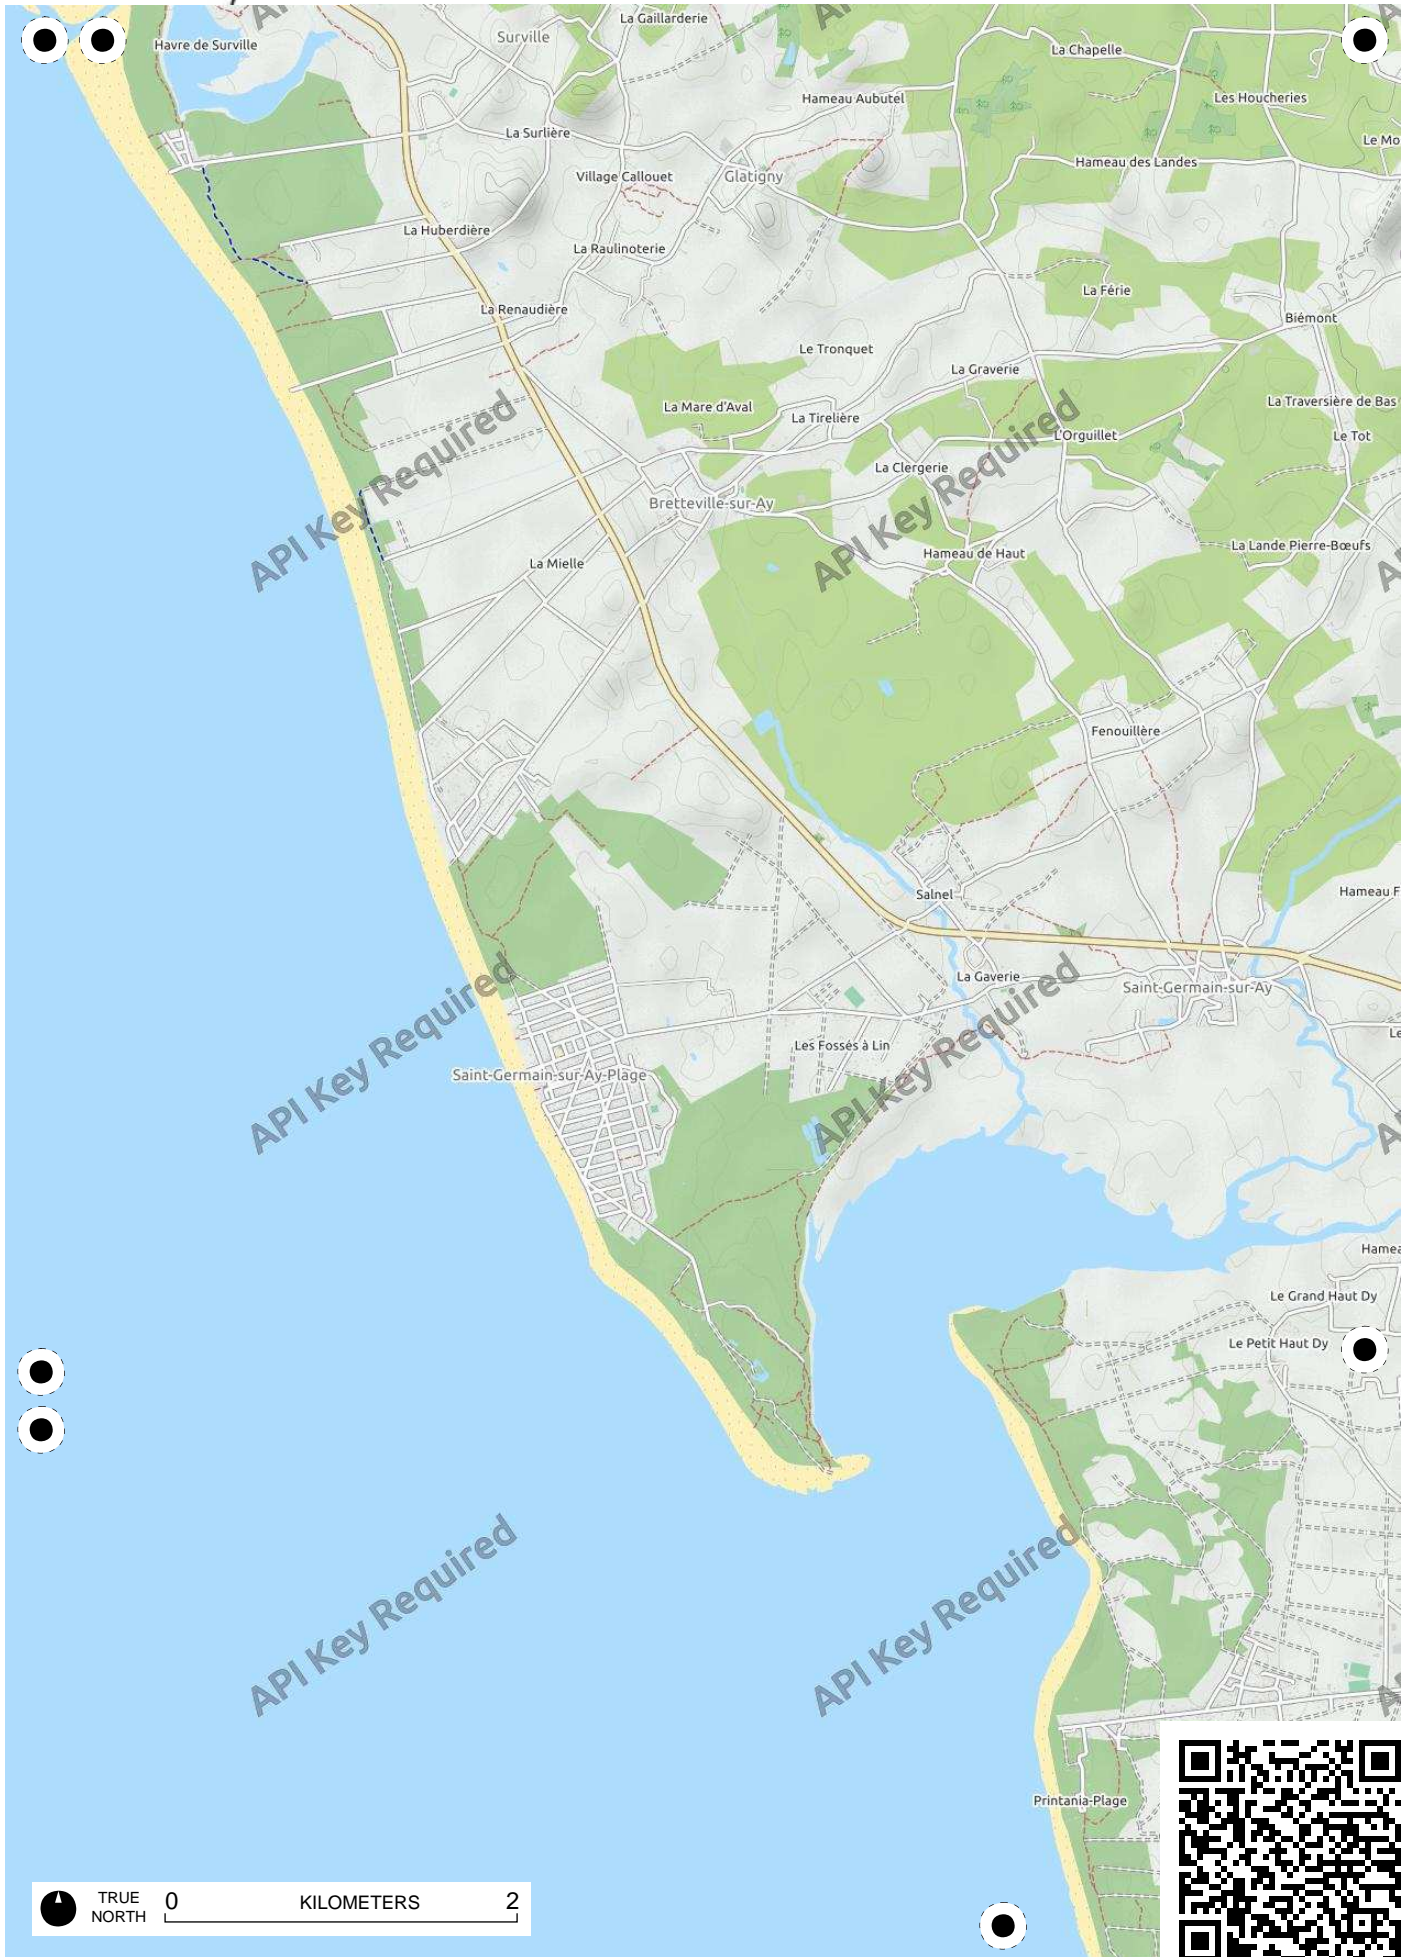 La Gaillarderie
Havre de Surville
Surville
La Chapelle
Hameau Aubutel
Les Houcheries
La Surlière
Le Mo
Hameau des Landes
Village Callouet
Glatigny
La Huberdière
La Raulinoterie
La Férie
La Renaudière
Biémont
Le Tronquet
La Graverie
La Mare d'Aval
La Traversière de Bas
La Tirelière
API Key Required
API Key Required
L'Orguillet
Le Tot
La Clergerie
Bretteville-sur-Ay
La Lande Pierre-Bœufs
Hameau de Haut
La Mielle
Fenouillère
Hameau F
Salnel
La Gaverie
API Key Required
API Key Required
Saint-Germain-sur-Ay
Le
Les Fossés à Lin
Saint-Germain-sur-Ay-Plage
Hamea
Le Grand Haut Dy
Le Petit Haut Dy
API Key Required
API Key Required
Printania-Plage
TRUE
NORTH
0 KILOMETERS 2